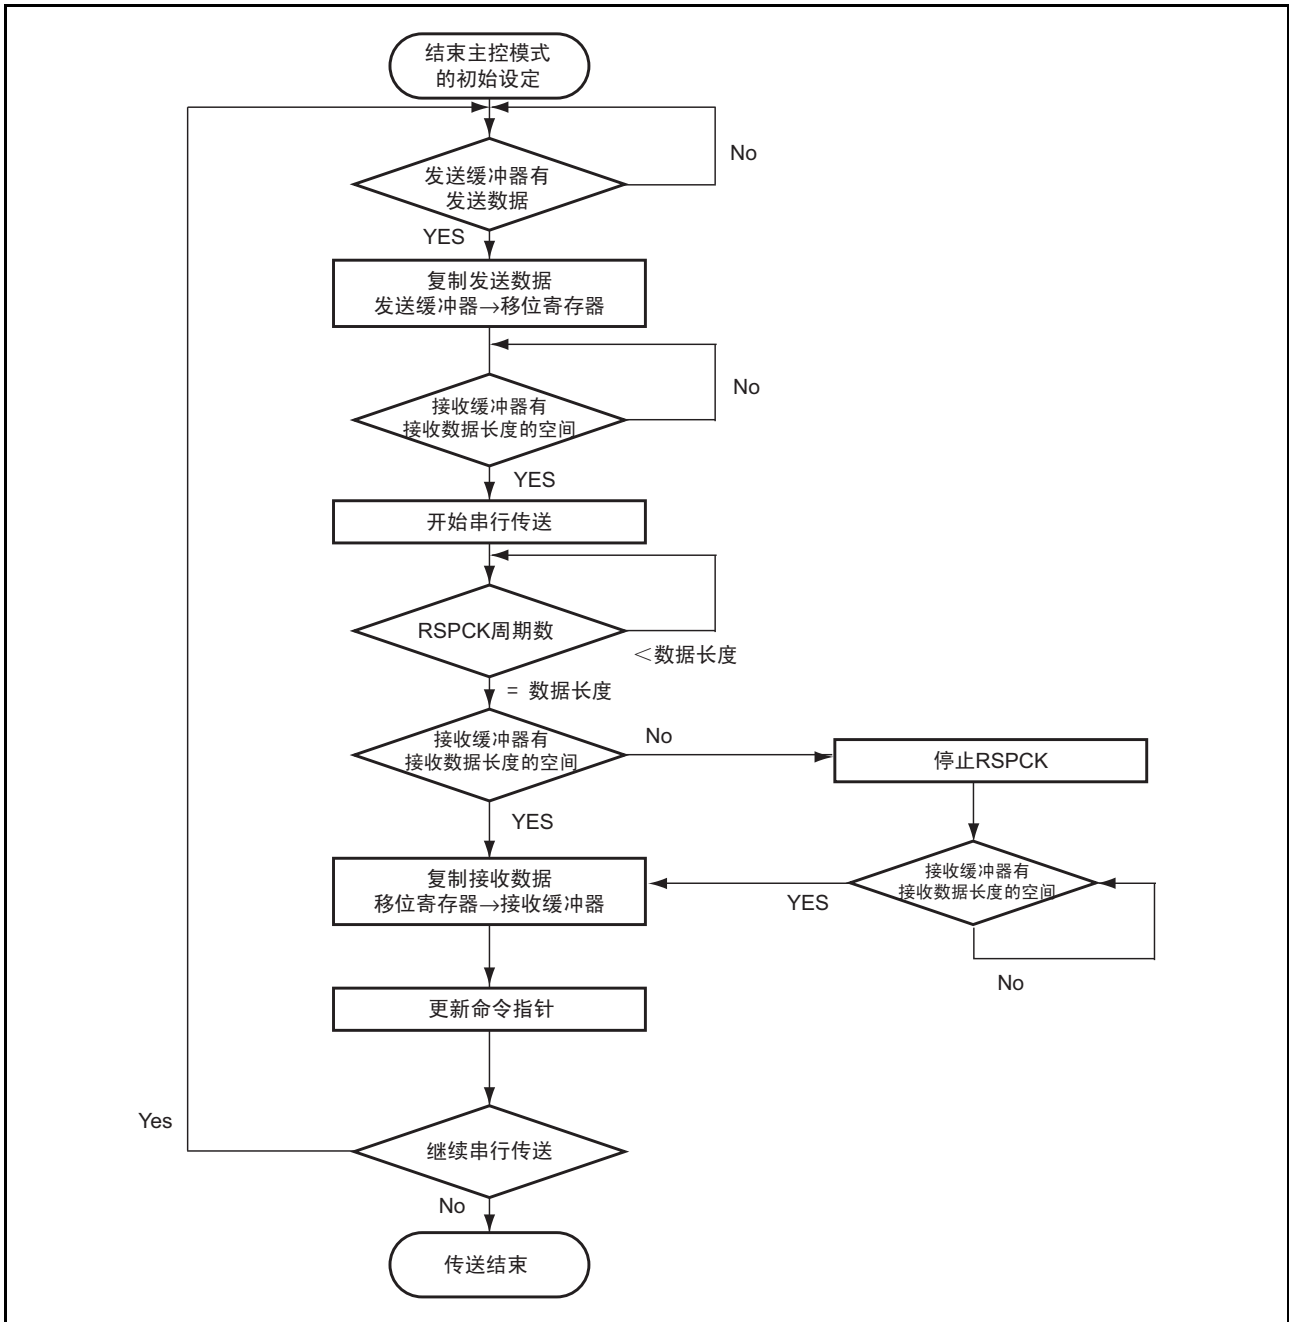 结束主控模式
的初始设定
No
发送缓冲器有
发送数据
YES
复制发送数据
发送缓冲器→移位寄存器
No
接收缓冲器有
接收数据长度的空间
YES
开始串行传送
RSPCK周期数
＜数据长度
= 数据长度
接收缓冲器有
接收数据长度的空间
No
停止RSPCK
YES
复制接收数据
移位寄存器→接收缓冲器
接收缓冲器有
接收数据长度的空间
YES
No
更新命令指针
Yes
继续串行传送
No
传送结束